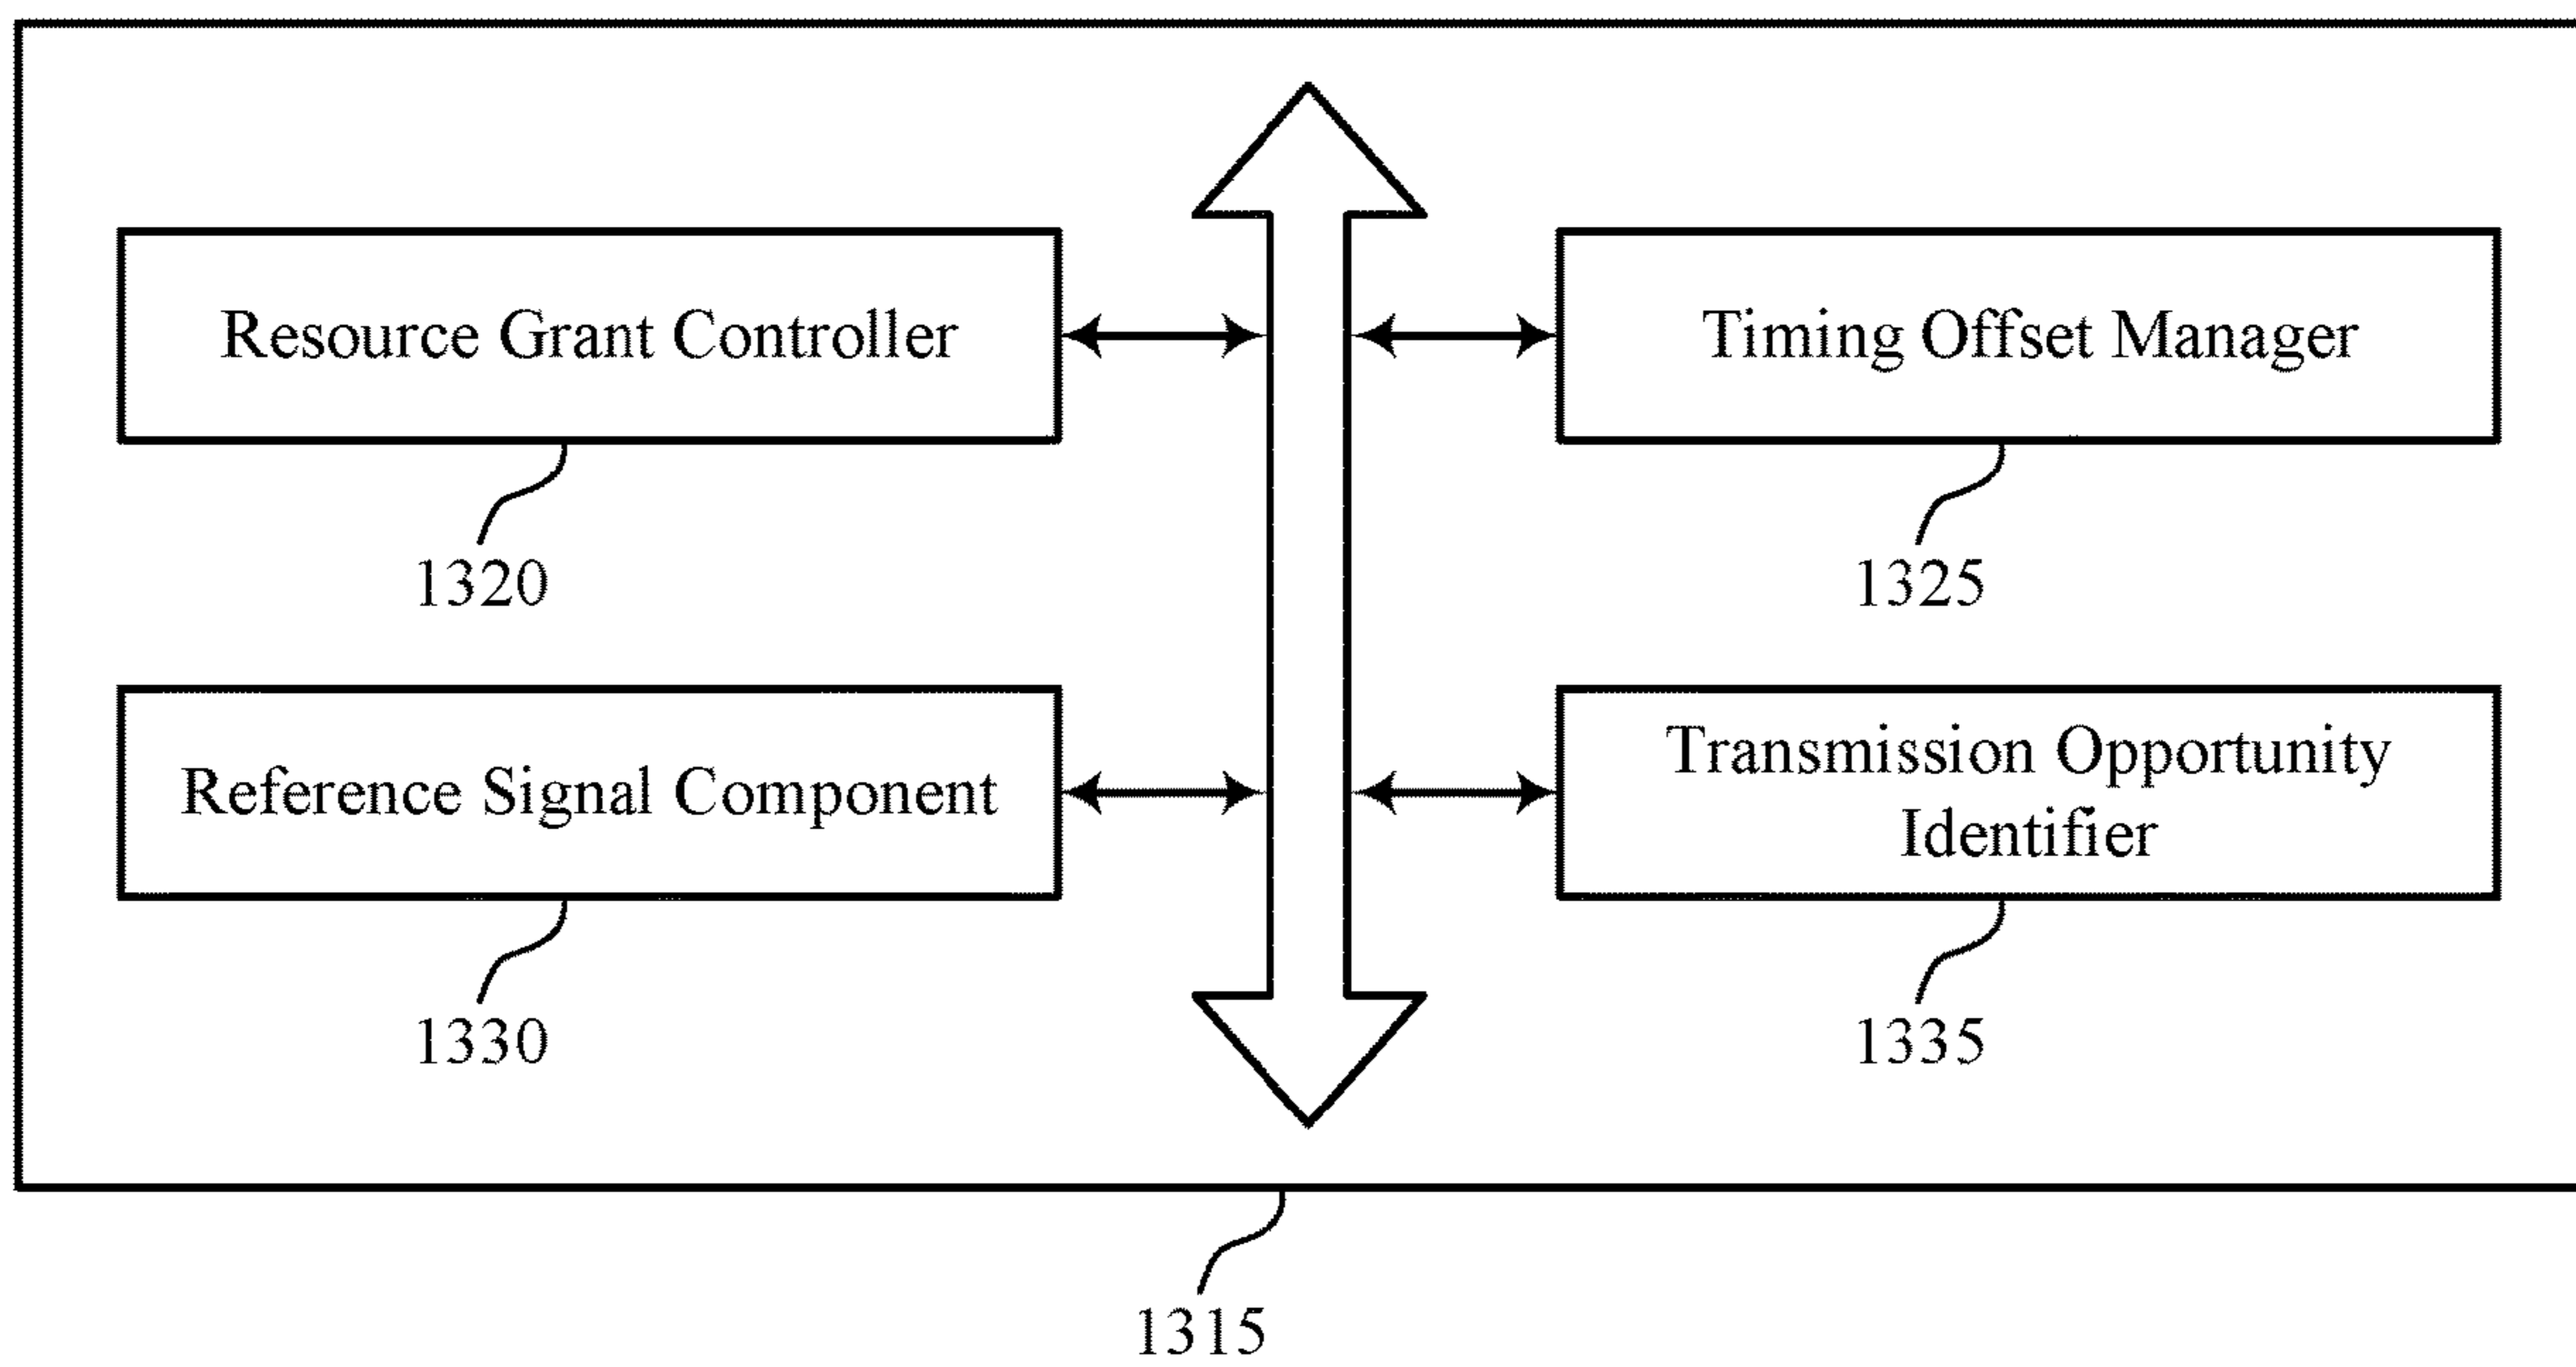 Resource Grant Controller
Timing Offset Manager
1320
1325
Reference Signal Component
Transmission Opportunity
Identifier
1330
1335
1315